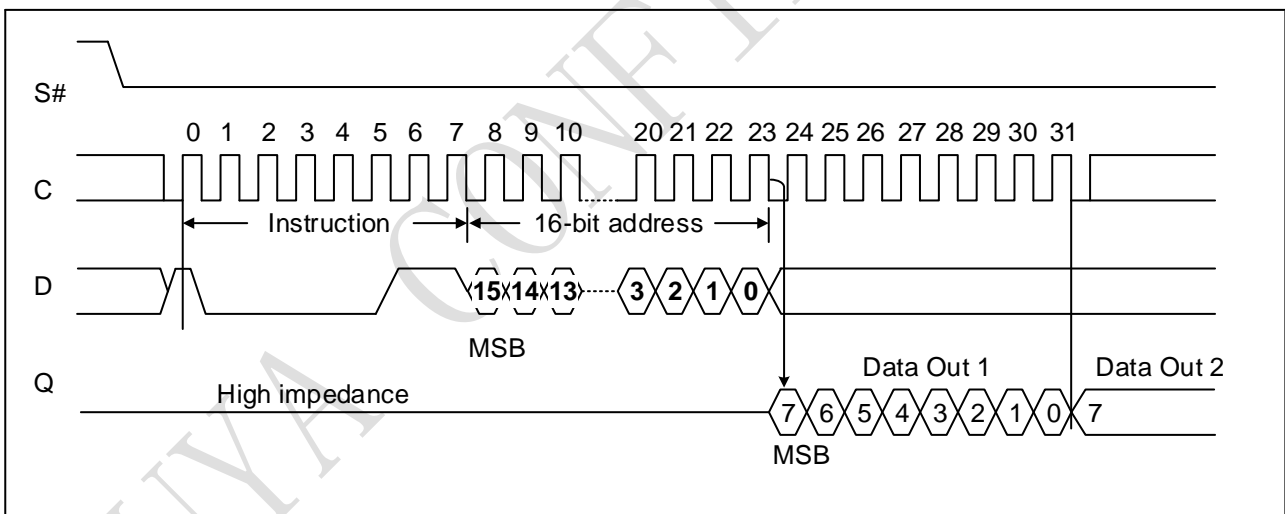 S#
0 1 2 3 4 5 6 7 8 9 10 20 21 22 23 24 25 26 27 28 29 30 31
C
Instruction 16-bit address
D
15 14 13 3 2 1 0
MSB
Data Out 1 Data Out 2
Q
High impedance
7 6 5 4 3 2 1 0 7
MSB